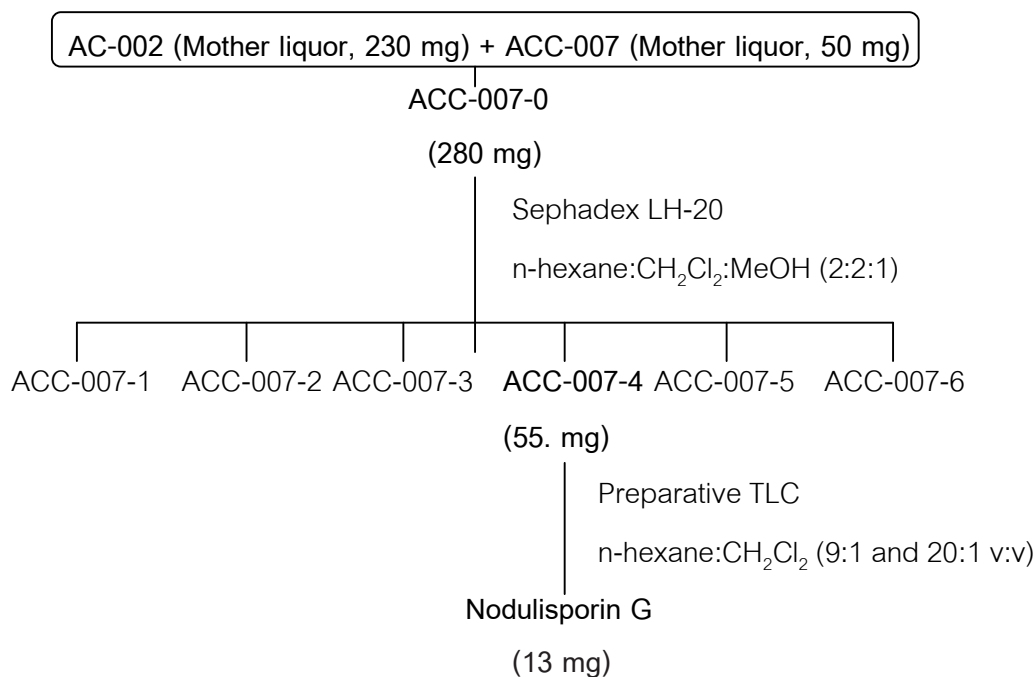 AC-002 (Mother liquor, 230 mg) + ACC-007 (Mother liquor, 50 mg)
ACC-007-0
(280 mg)
Sephadex LH-20
n-hexane:CH₂Cl₂:MeOH (2:2:1)
ACC-007-1 ACC-007-2 ACC-007-3 ACC-007-4 ACC-007-5 ACC-007-6
(55. mg)
Preparative TLC
n-hexane:CH₂Cl₂ (9:1 and 20:1 v:v)
Nodulisporin G
(13 mg)